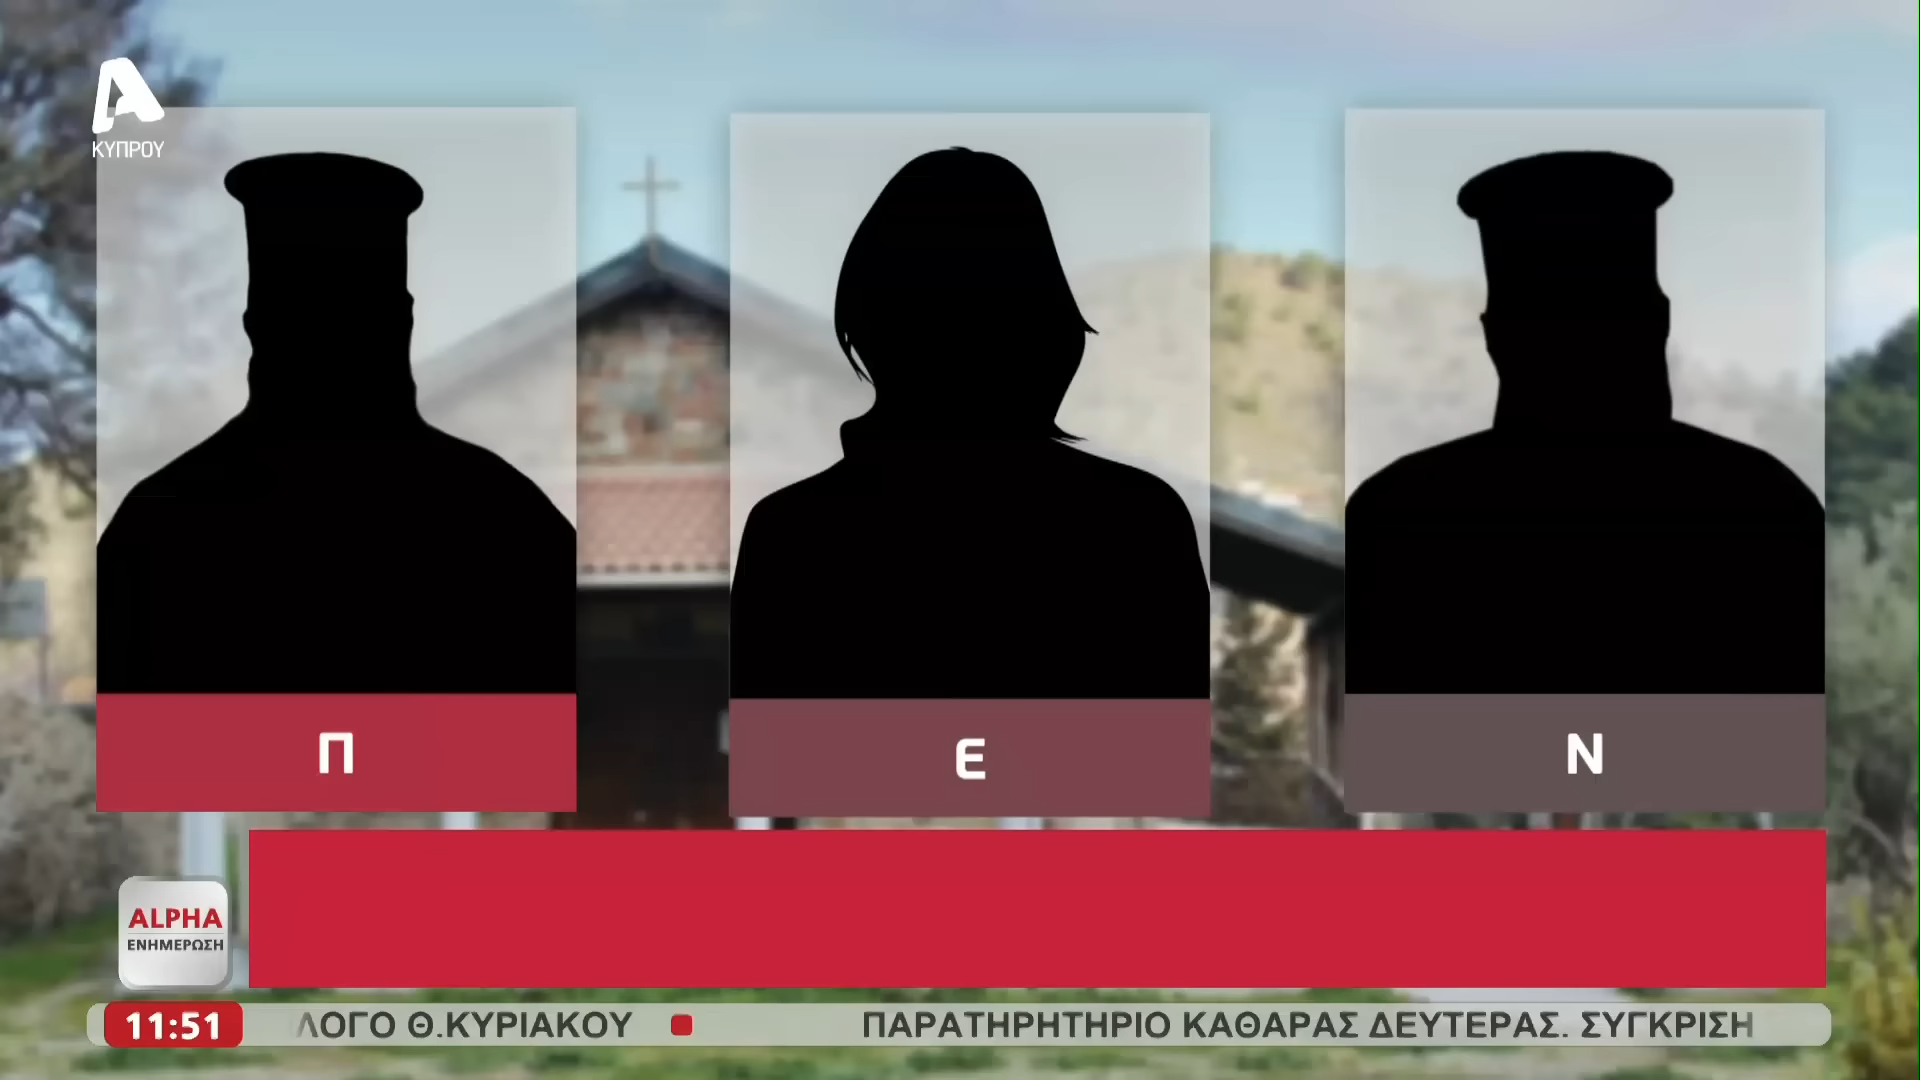 ΚΥΠΡΟΥ
Π
Ε
Ν
ALPHA
ΕΝΗΜΕΡΩΣΗ
11:51
ΛΟΓΟ Θ.ΚΥΡΙΑΚΟΥ
ΠΑΡΑΤΗΡΗΤΗΡΙΟ ΚΑΘΑΡΑΣ ΔΕΥΤΕΡΑΣ. ΣΥΓΚΡΙΣΗ